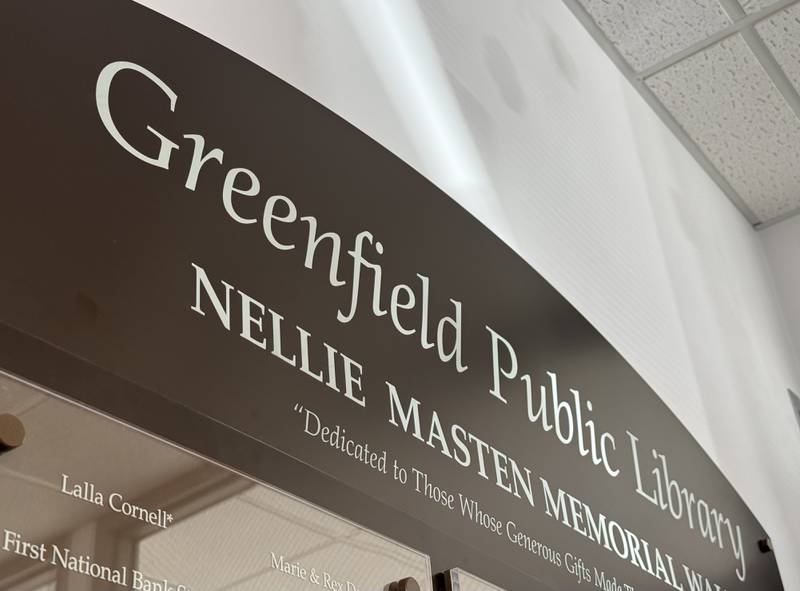 Greenfield Public Library
NELLIE MASTEN MEMORIAL
“Dedicated to Those Whose Generous Gifts Made
Lalla Cornell*
First National Bank
Marie & Rex